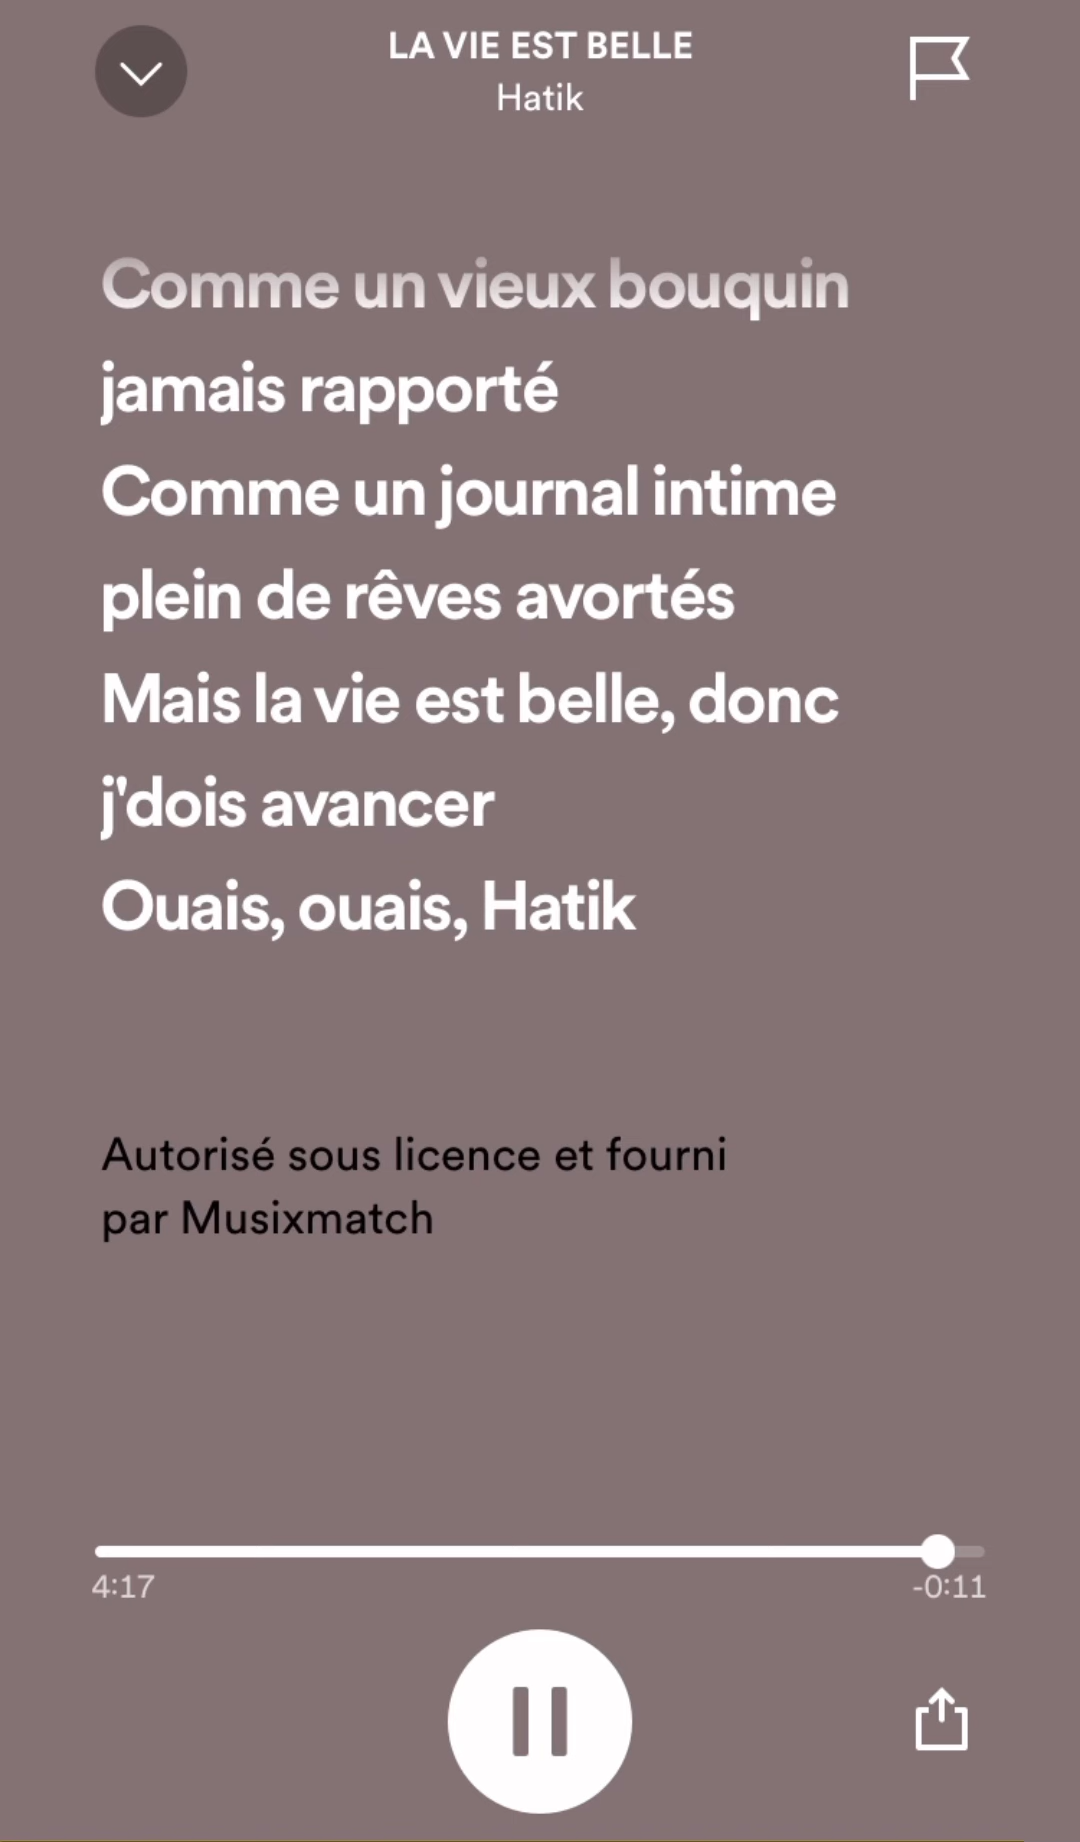 LA VIE EST BELLE
Hatik
Comme un vieux bouquin
jamais rapporté
Comme un journal intime
plein de rêves avortés
Mais la vie est belle, donc
j'dois avancer
Ouais, ouais, Hatik
Autorisé sous licence et fourni
par Musixmatch
4:17
-0:11